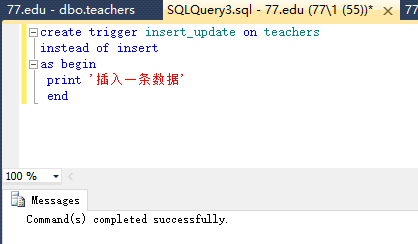 77.edu - dbo.teachers
SQLQuery3.sql - 77.edu (77\1 (55))*
77
create trigger insert_update on teachers
instead of insert
as begin
print '插入一条数据'
end
100 %
Messages
Command(s) completed successfully.